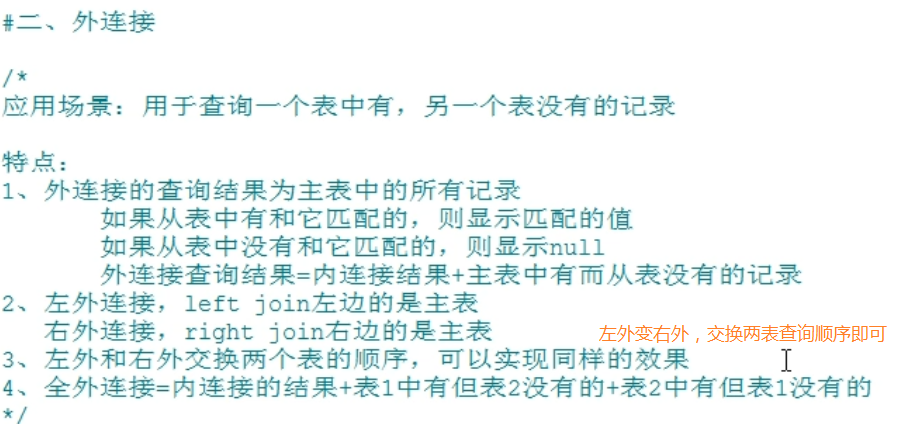 #二、外连接
/*
应用场景：用于查询一个表中有，另一个表没有的记录
特点：
1、外连接的查询结果为主表中的所有记录
如果从表中有和它匹配的，则显示匹配的值
如果从表中没有和它匹配的，则显示null
外连接查询结果=内连接结果+主表中有而从表没有的记录
2、左外连接，left join左边的是主表
右外连接，right join右边的是主表
左外变右外，交换两表查询顺序即可
3、左外和右外交换两个表的顺序，可以实现同样的效果
4、全外连接=内连接的结果+表1中有但表2没有的+表2中有但表1没有的
*/